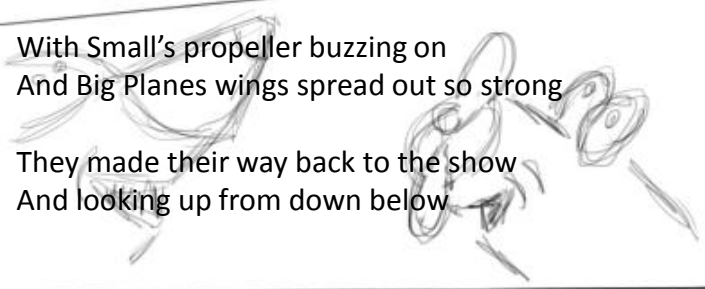 With Small’s propeller buzzing on
And Big Planes wings spread out so strong
They made their way back to the show
And looking up from down below